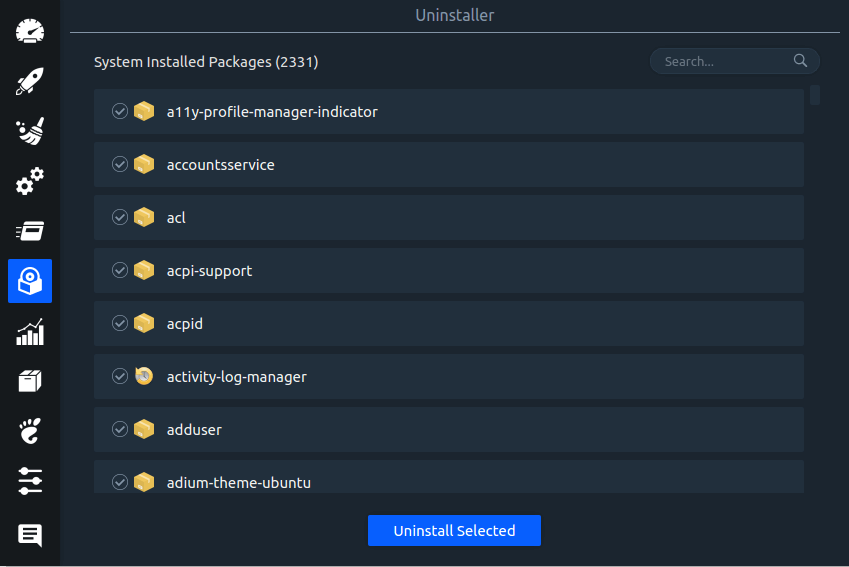 Uninstaller
System Installed Packages (2331)
Search...
a11y-profile-manager-indicator
accountsservice
acl
acpi-support
acpid
activity-log-manager
adduser
adium-theme-ubuntu
Uninstall Selected